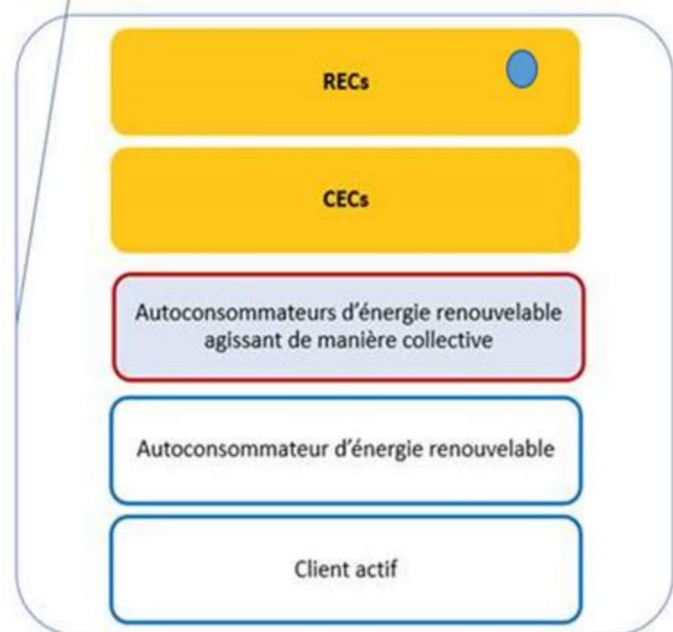 RECs
CECs
Autoconsommateurs d’énergie renouvelable
agissant de manière collective
Autoconsommateur d’énergie renouvelable
Client actif